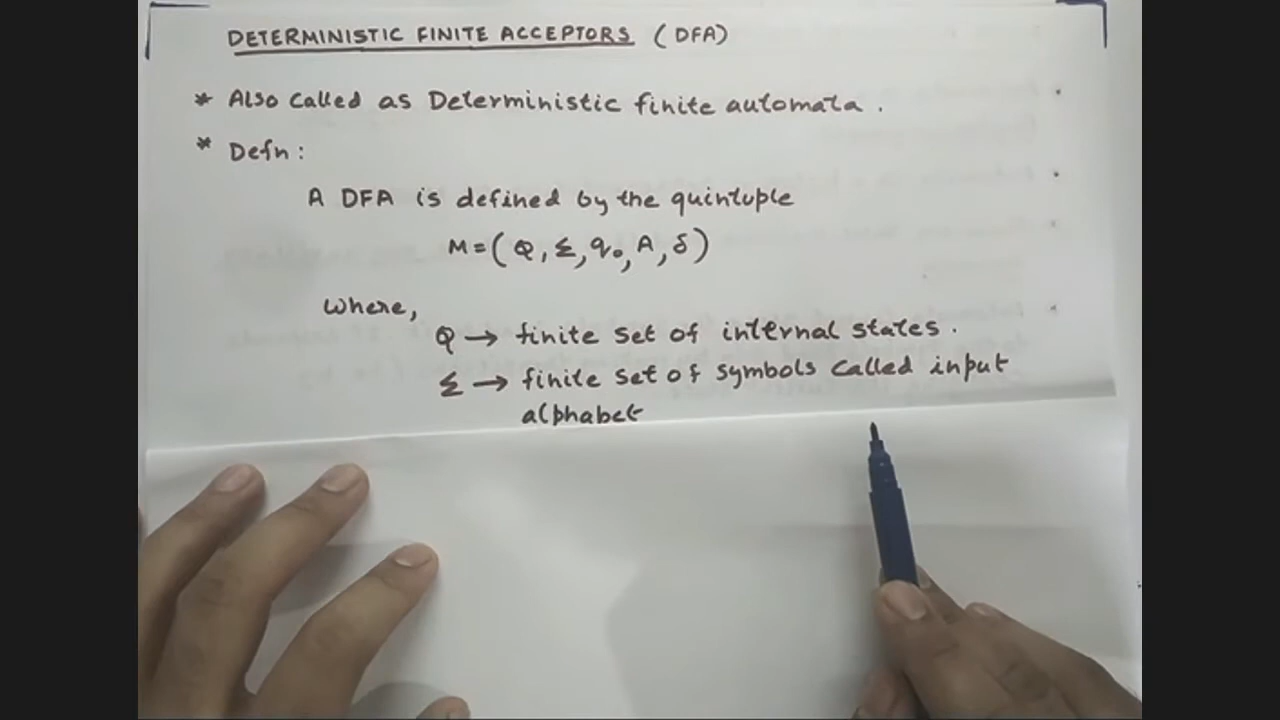 DETERMINISTIC FINITE ACCEPTORS (DFA)
* Also called as Deterministic finite automata.
* Defn:
A DFA is defined by the quintuple
M=(Q, Σ, q₀, A, δ)
Where,
Q → finite set of internal states.
Σ → finite set of symbols called input
alphabet